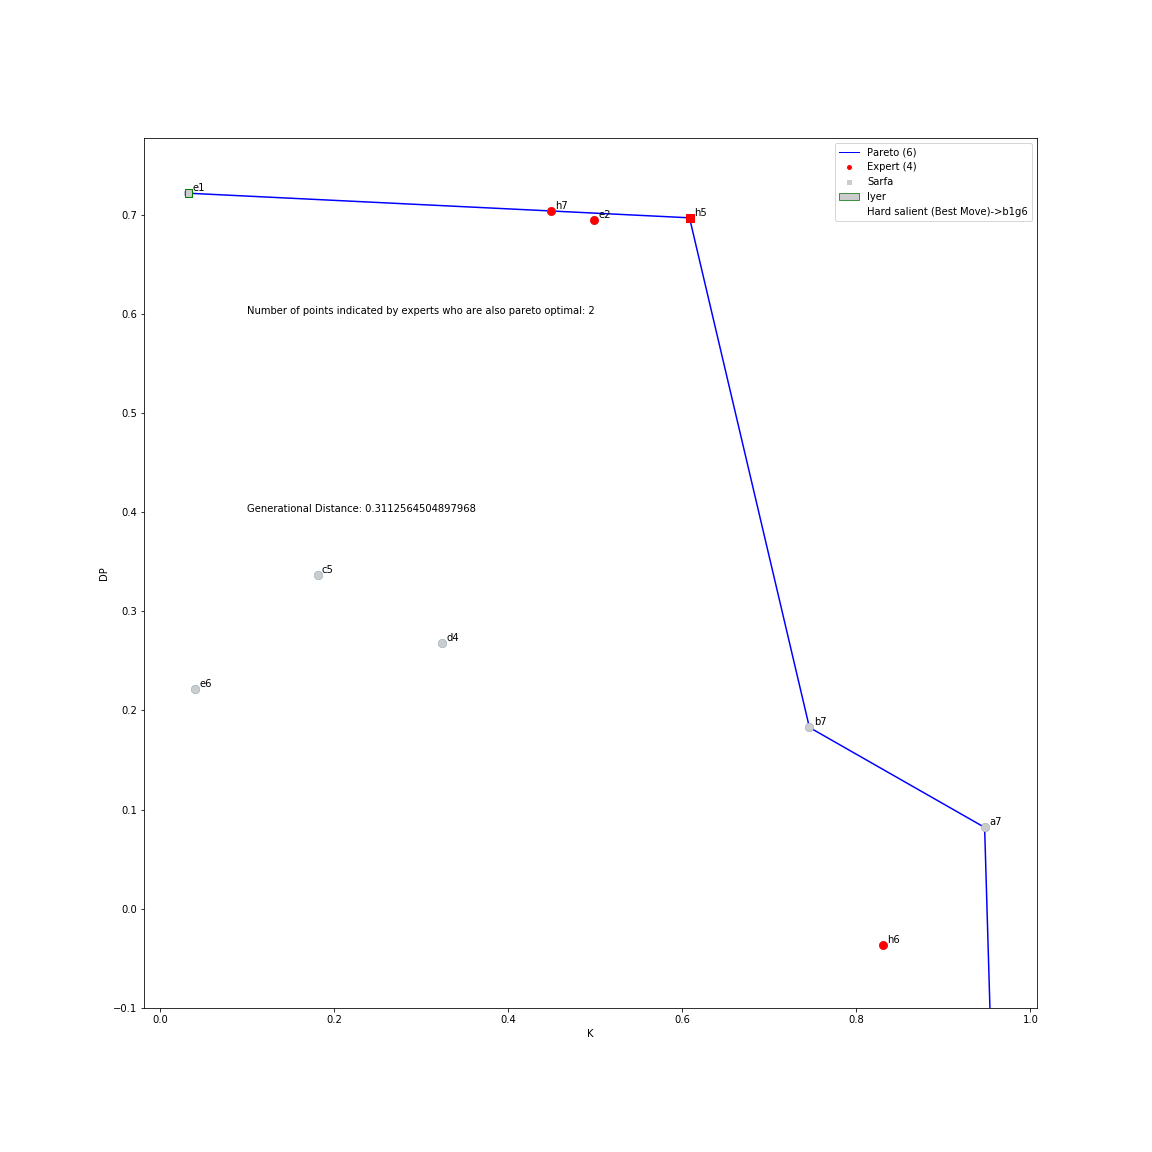 Pareto (6)
Expert (4)
Sarfa
Iyer
Hard salient (Best Move)->b1g6
e1
h7
e2
h5
Number of points indicated by experts who are also pareto optimal: 2
Generational Distance: 0.3112564504897968
c5
d4
e6
b7
a7
h6
DP
0.7
0.6
0.5
0.4
0.3
0.2
0.1
0.0
−0.1
0.0 0.2 0.4 0.6 0.8 1.0
K